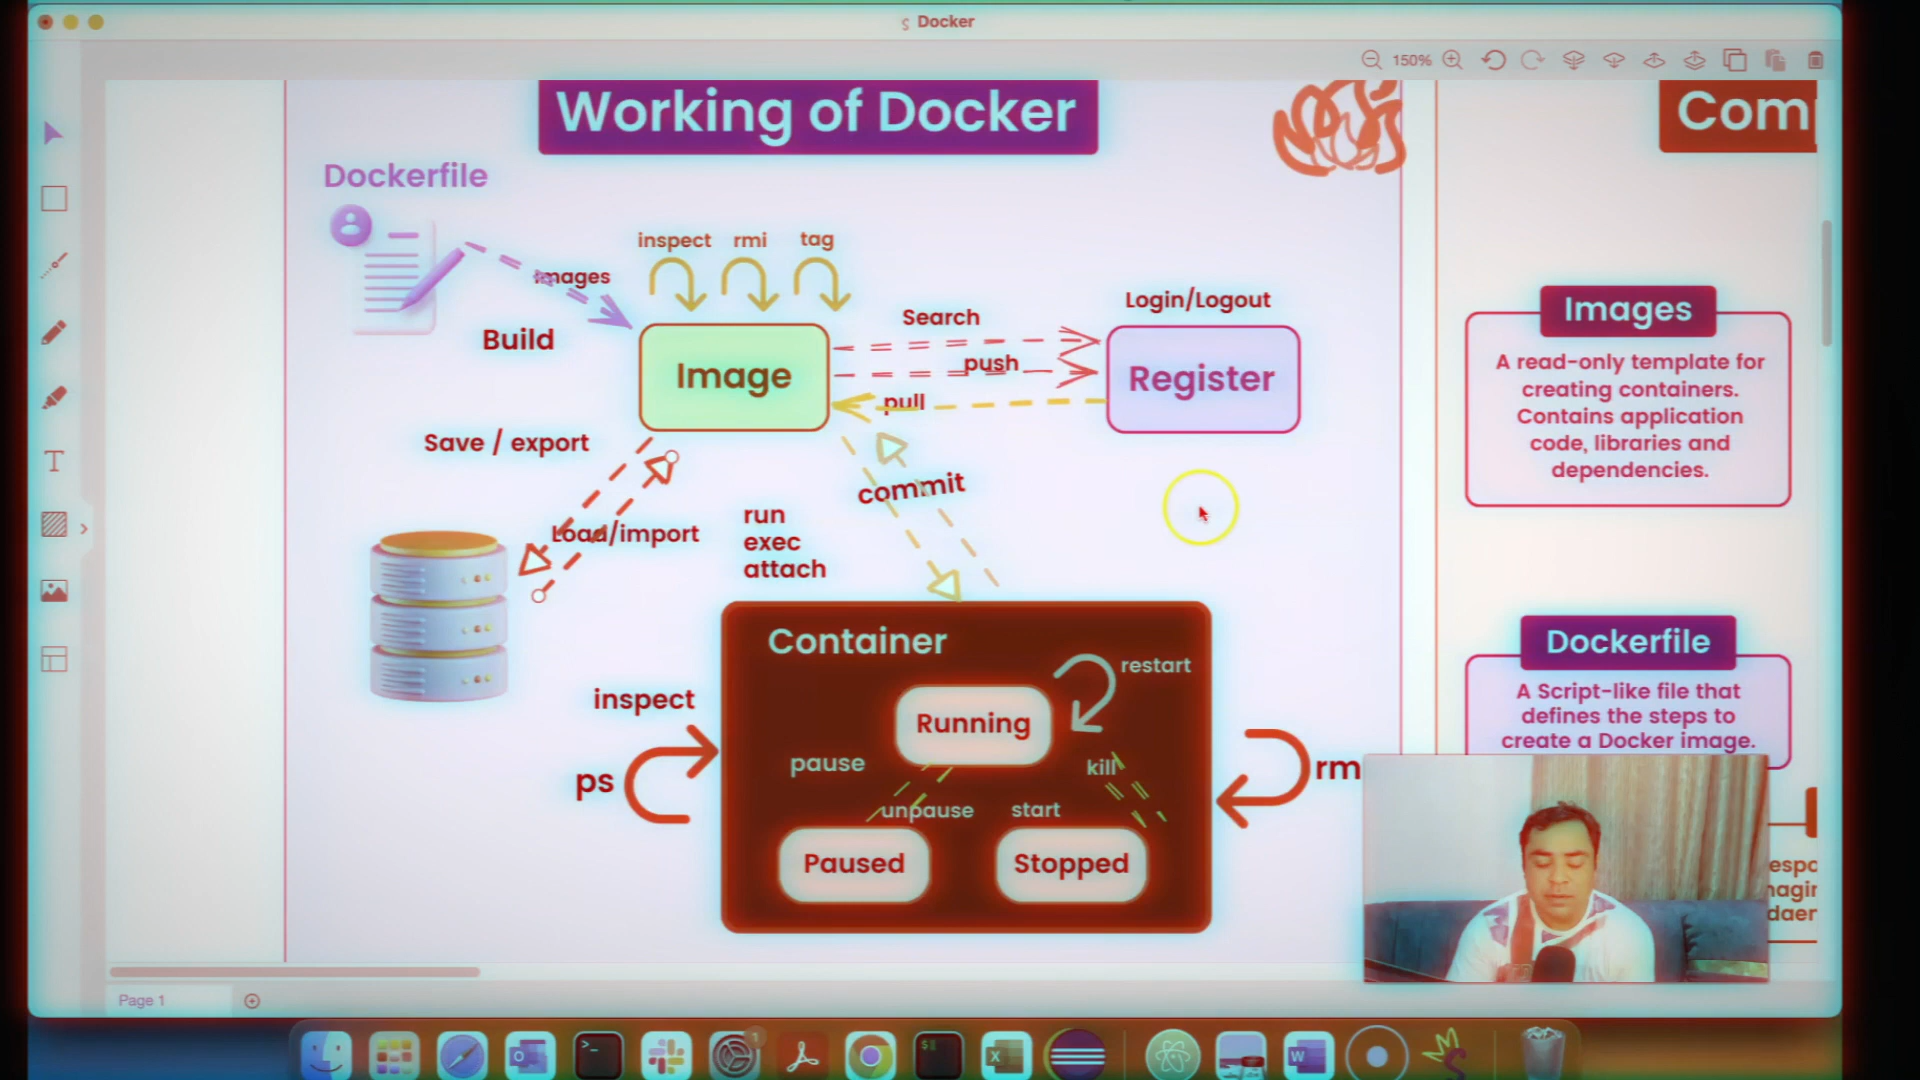 Docker
150%
Working of Docker
Com
Dockerfile
inspect rmi tag
images
Build
Image
Search
push
pull
Login/Logout
Register
Images
A read-only template for
creating containers.
Contains application
code, libraries and
dependencies.
Save / export
Load/import
commit
run
exec
attach
Container
restart
Running
pause
kill
unpause
start
Paused
Stopped
inspect
ps
rm
Dockerfile
A Script-like file that
defines the steps to
create a Docker image.
Page 1